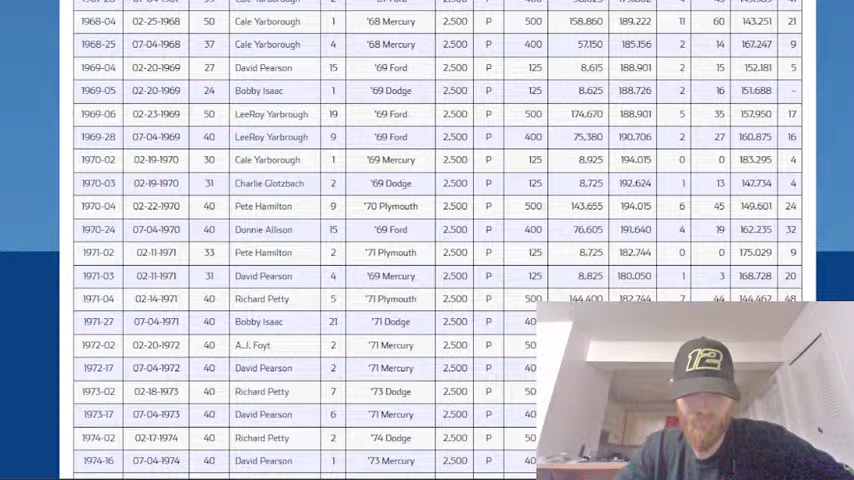 1968-04 02-25-1968 50 Cale Yarborough 1 '68 Mercury 2.500 P 500 158,860 189.222 11 60 143.251 21
1968-25 07-04-1968 37 Cale Yarborough 4 '68 Mercury 2.500 P 400 57,150 185.156 2 14 167.247 9
1969-04 02-20-1969 27 David Pearson 15 '69 Ford 2.500 P 125 8,615 188.901 2 15 152.181 5
1969-05 02-20-1969 24 Bobby Isaac 1 '69 Dodge 2.500 P 125 8,625 188.726 2 16 151.688 -
1969-06 02-23-1969 50 LeeRoy Yarbrough 19 '69 Ford 2.500 P 500 174,670 188.901 5 35 157.950 17
1969-28 07-04-1969 40 LeeRoy Yarbrough 9 '69 Ford 2.500 P 400 75,380 190.706 2 27 160.875 16
1970-02 02-19-1970 30 Cale Yarborough 1 '69 Mercury 2.500 P 125 8,925 194.015 0 0 183.295 4
1970-03 02-19-1970 31 Charlie Glotzbach 2 '69 Dodge 2.500 P 125 8,725 192.624 1 13 147.734 4
1970-04 02-22-1970 40 Pete Hamilton 9 '70 Plymouth 2.500 P 500 143,655 194.015 6 45 149.601 24
1970-24 07-04-1970 40 Donnie Allison 15 '69 Ford 2.500 P 400 76,605 191.640 4 19 162.235 32
1971-02 02-11-1971 33 Pete Hamilton 2 '71 Plymouth 2.500 P 125 8,725 182.744 0 0 175.029 9
1971-03 02-11-1971 31 David Pearson 4 '69 Mercury 2.500 P 125 8,825 180.050 1 3 168.728 20
1971-04 02-14-1971 40 Richard Petty 5 '71 Plymouth 2.500 P 500 144,400 182.744 7 44 144.462 48
1971-27 07-04-1971 40 Bobby Isaac 21 '71 Dodge 2.500 P 40
1972-02 02-20-1972 40 A.J. Foyt 2 '71 Mercury 2.500 P 50
1972-17 07-04-1972 40 David Pearson 2 '71 Mercury 2.500 P 40
1973-02 02-18-1973 40 Richard Petty 7 '73 Dodge 2.500 P 50
1973-17 07-04-1973 40 David Pearson 6 '71 Mercury 2.500 P 40
1974-02 02-17-1974 40 Richard Petty 2 '74 Dodge 2.500 P 50
1974-16 07-04-1974 40 David Pearson 1 '73 Mercury 2.500 P 40
12